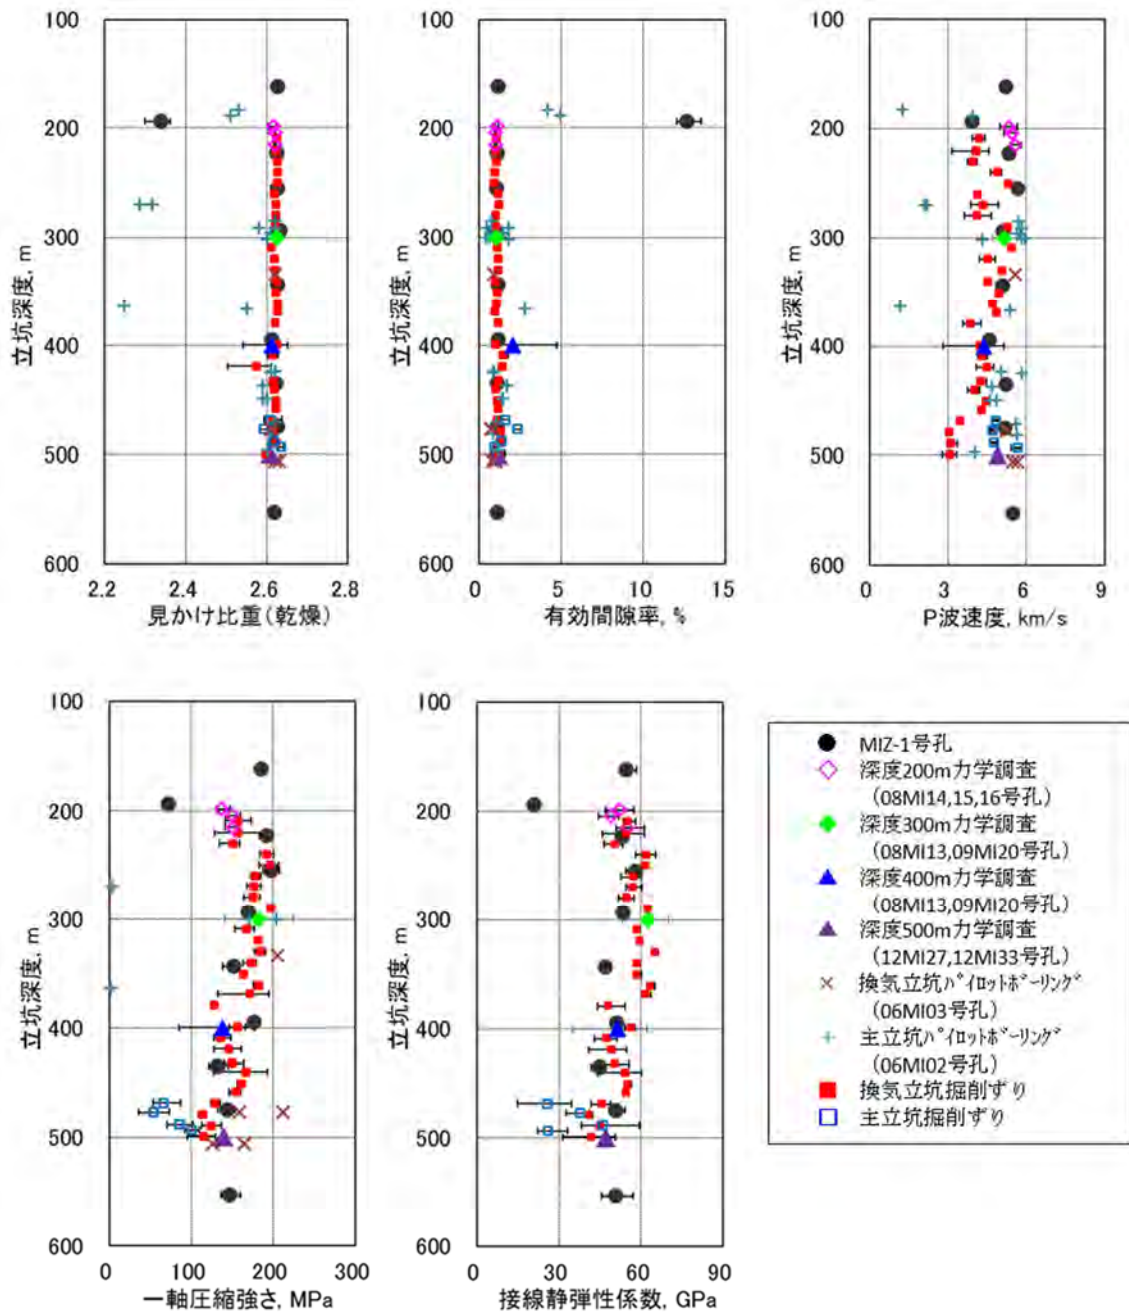 100
200
300
400
500
600
立坑深度, m
2.2 2.4 2.6 2.8
見かけ比重(乾燥)
100
200
300
400
500
600
立坑深度, m
0 5 10 15
有効間隙率, %
100
200
300
400
500
600
立坑深度, m
0 3 6 9
P波速度, km/s
100
200
300
400
500
600
立坑深度, m
0 100 200 300
一軸圧縮強さ, MPa
100
200
300
400
500
600
立坑深度, m
0 30 60 90
接線静弾性係数, GPa
MIZ-1号孔
深度200m力学調査
(08MI14,15,16号孔)
深度300m力学調査
(08MI13,09MI20号孔)
深度400m力学調査
(08MI13,09MI20号孔)
深度500m力学調査
(12MI27,12MI33号孔)
換気立坑ﾊﾟｲﾛｯﾄﾎﾞｰﾘﾝｸﾞ
(06MI03号孔)
主立坑ﾊﾟｲﾛｯﾄﾎﾞｰﾘﾝｸﾞ
(06MI02号孔)
換気立坑掘削ずり
主立坑掘削ずり